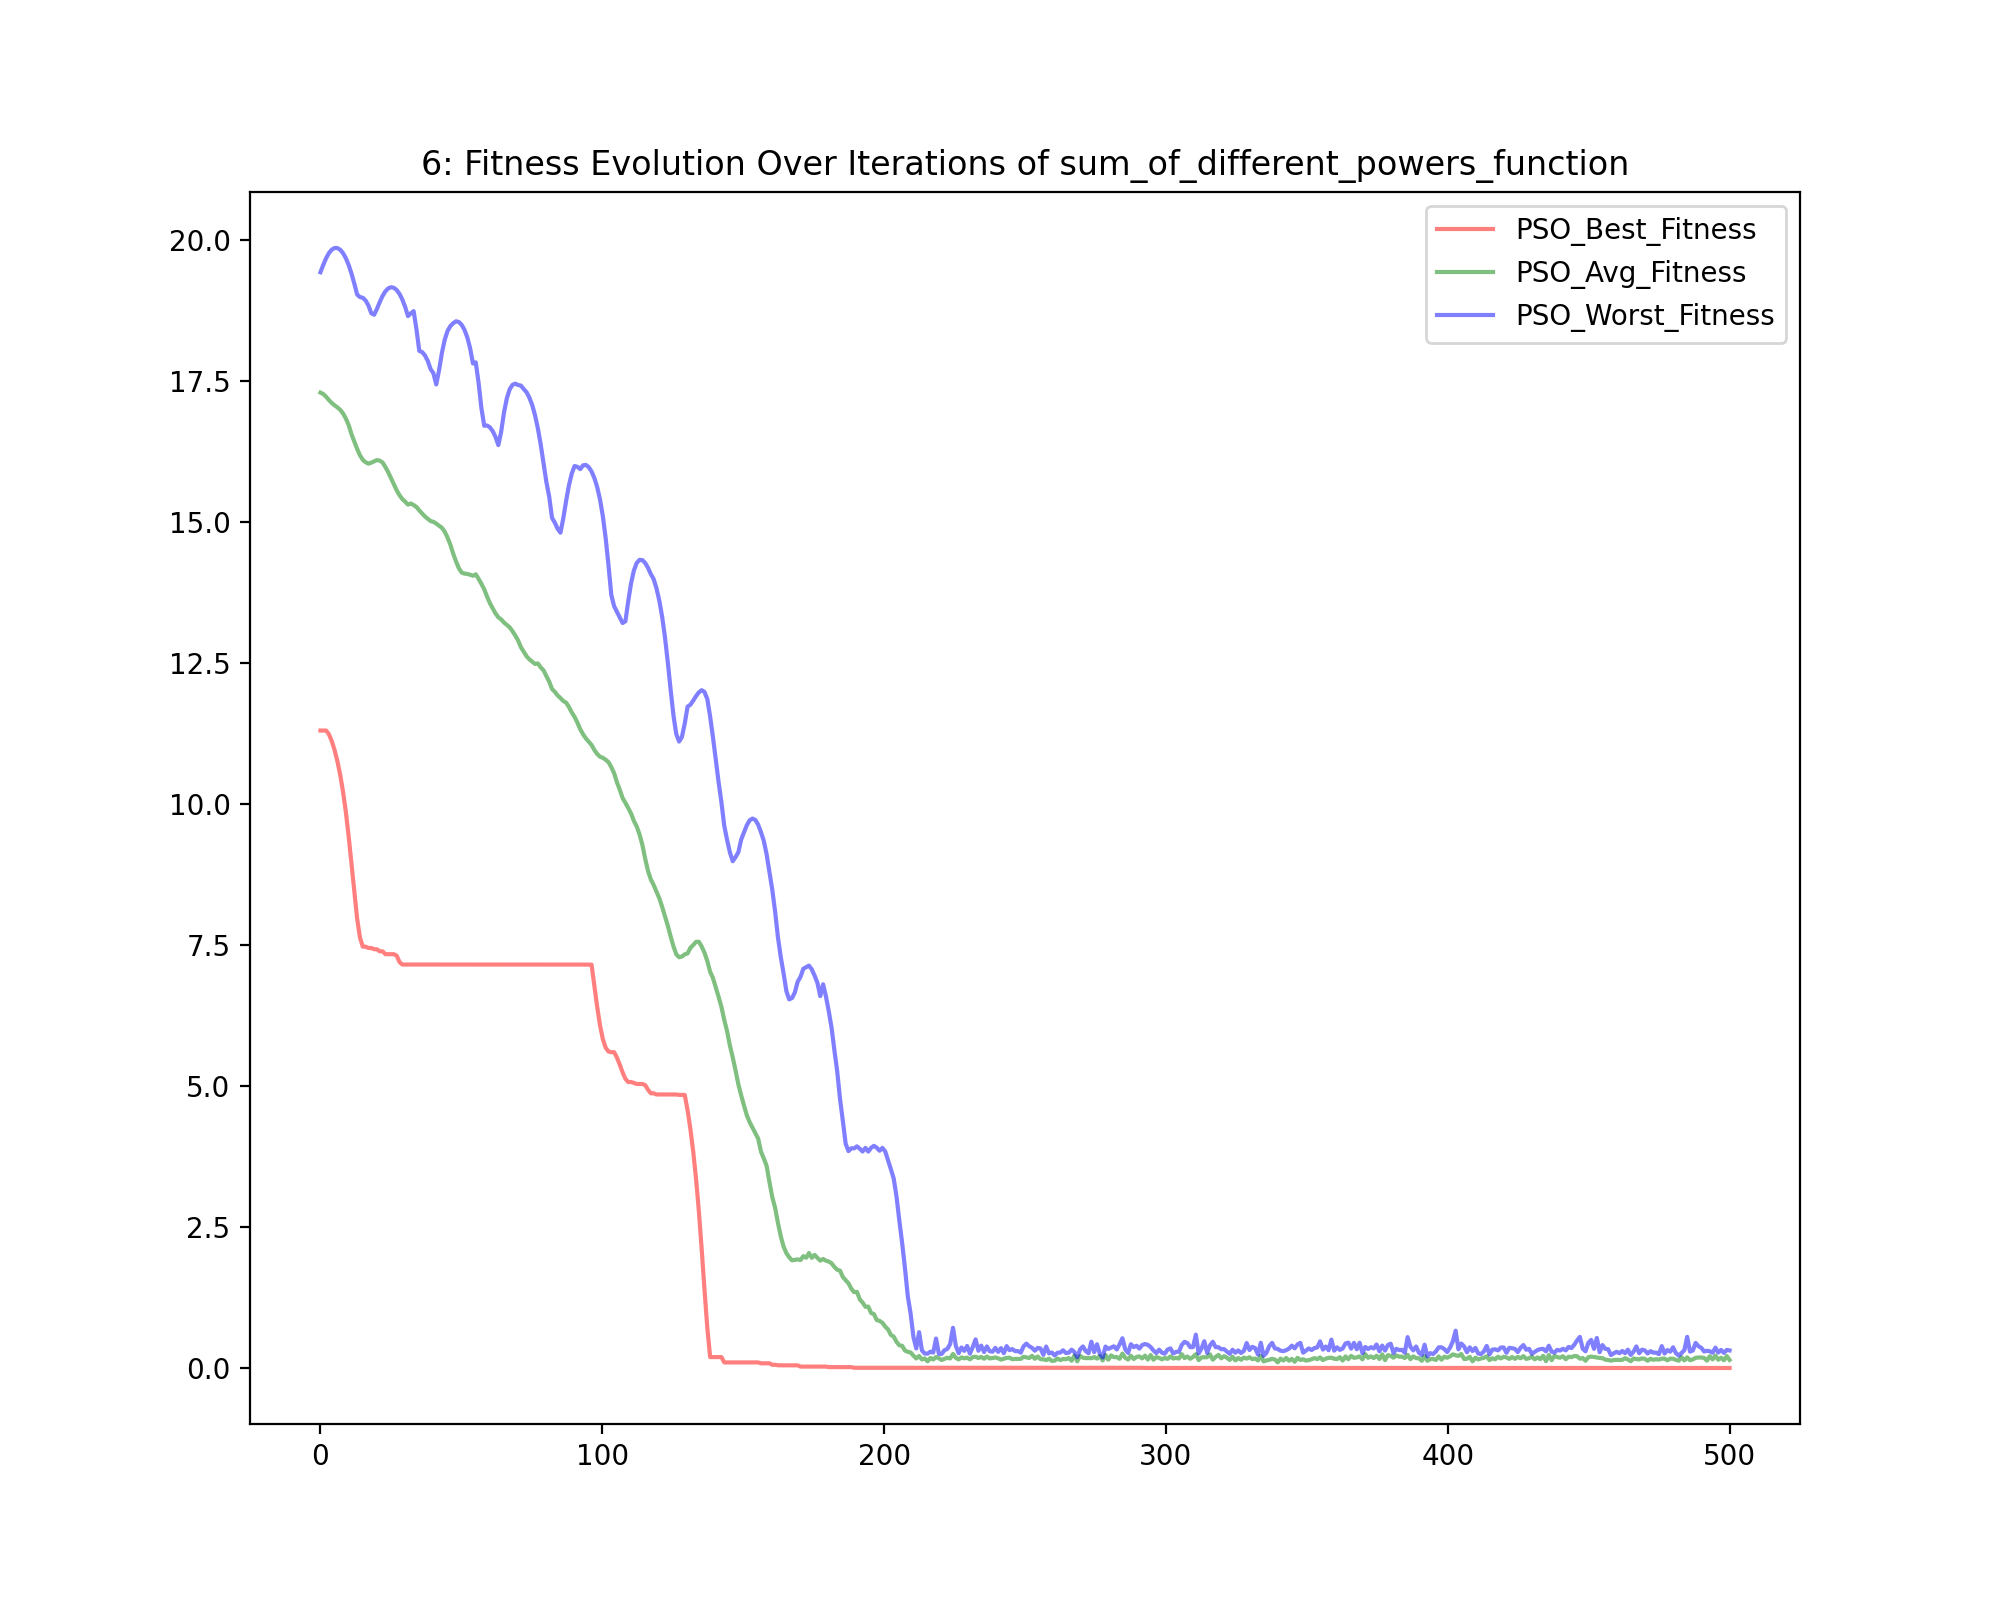 6: Fitness Evolution Over Iterations of sum_of_different_powers_function
PSO_Best_Fitness
PSO_Avg_Fitness
PSO_Worst_Fitness
20.0
17.5
15.0
12.5
10.0
7.5
5.0
2.5
0.0
0 100 200 300 400 500